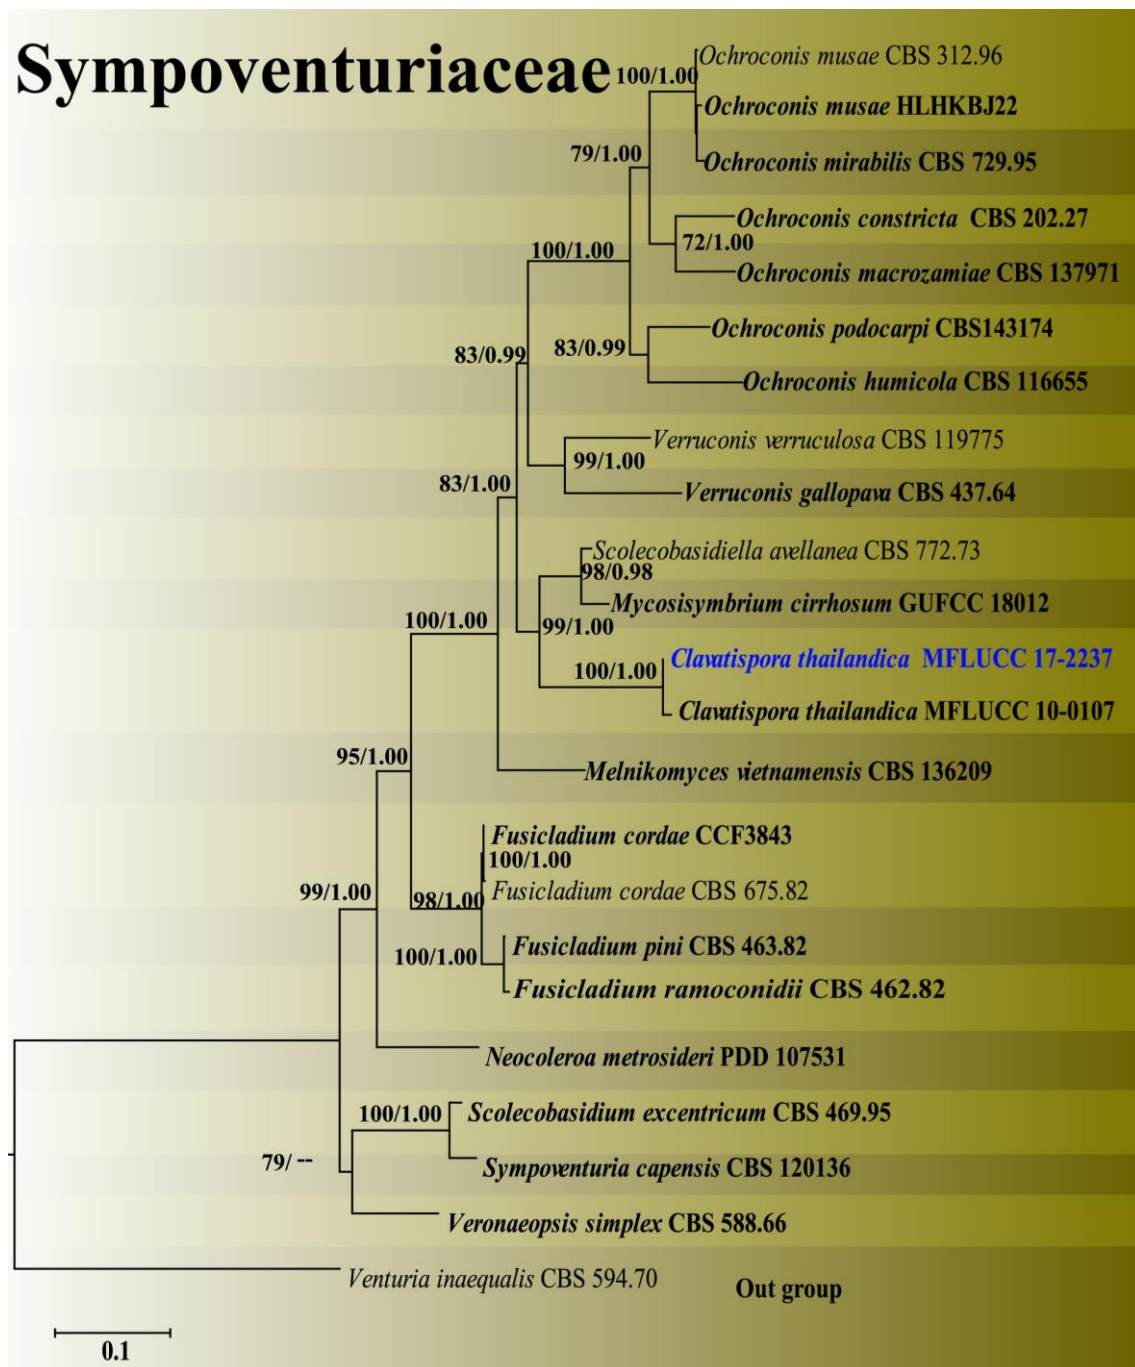 Sympoventuriaceae
Ochroconis musae CBS 312.96
100/1.00
Ochroconis musae HLHKBJ22
79/1.00
Ochroconis mirabilis CBS 729.95
Ochroconis constricta CBS 202.27
72/1.00
100/1.00
Ochroconis macrozamiae CBS 137971
Ochroconis podocarpi CBS143174
83/0.99
83/0.99
Ochroconis humicola CBS 116655
Verruconis verruculosa CBS 119775
99/1.00
83/1.00
Verruconis gallopava CBS 437.64
Scolecobasidiella avellanea CBS 772.73
98/0.98
Mycosisymbrium cirrhosum GUFCC 18012
100/1.00
99/1.00
Clavatispora thailandica MFLUCC 17-2237
100/1.00
Clavatispora thailandica MFLUCC 10-0107
95/1.00
Melnikomyces vietnamensis CBS 136209
Fusicladium cordae CCF3843
100/1.00
99/1.00
Fusicladium cordae CBS 675.82
98/1.00
Fusicladium pini CBS 463.82
100/1.00
Fusicladium ramoconidii CBS 462.82
Neocoleroa metrosideri PDD 107531
100/1.00
Scolecobasidium excentricum CBS 469.95
79/ --
Sympoventuria capensis CBS 120136
Veronaeopsis simplex CBS 588.66
Venturia inaequalis CBS 594.70
Out group
0.1